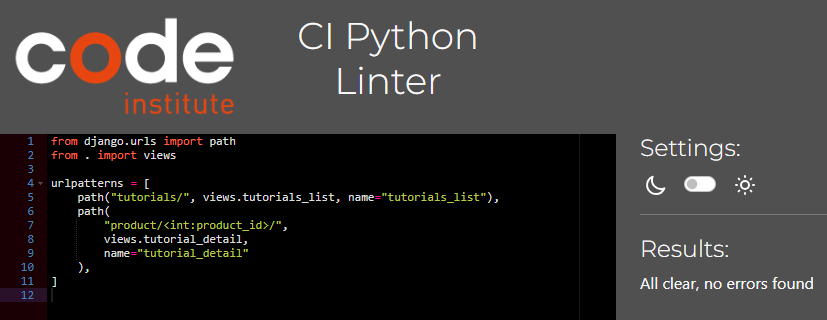 code
institute
CI Python
Linter
1 from django.urls import path
2 from . import views
3
4 urlpatterns = [
5     path("tutorials/", views.tutorials_list, name="tutorials_list"),
6     path(
7         "product/<int:product_id>/",
8         views.tutorial_detail,
9         name="tutorial_detail"
10     ),
11 ]
12
Settings:
Results:
All clear, no errors found